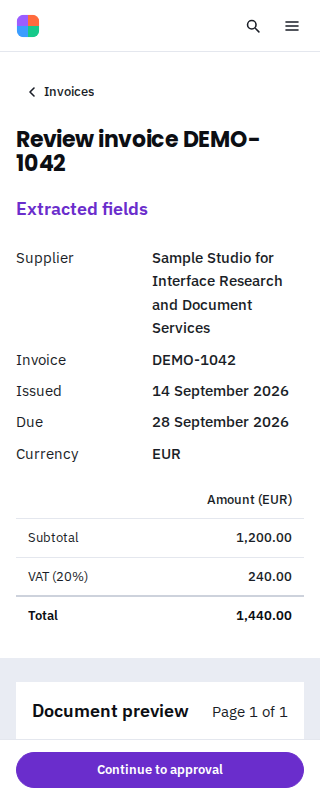 Invoices
Review invoice DEMO-
1042
Extracted fields
Supplier Sample Studio for
Interface Research
and Document
Services
Invoice DEMO-1042
Issued 14 September 2026
Due 28 September 2026
Currency EUR
Amount (EUR)
Subtotal 1,200.00
VAT (20%) 240.00
Total 1,440.00
Document preview Page 1 of 1
Continue to approval